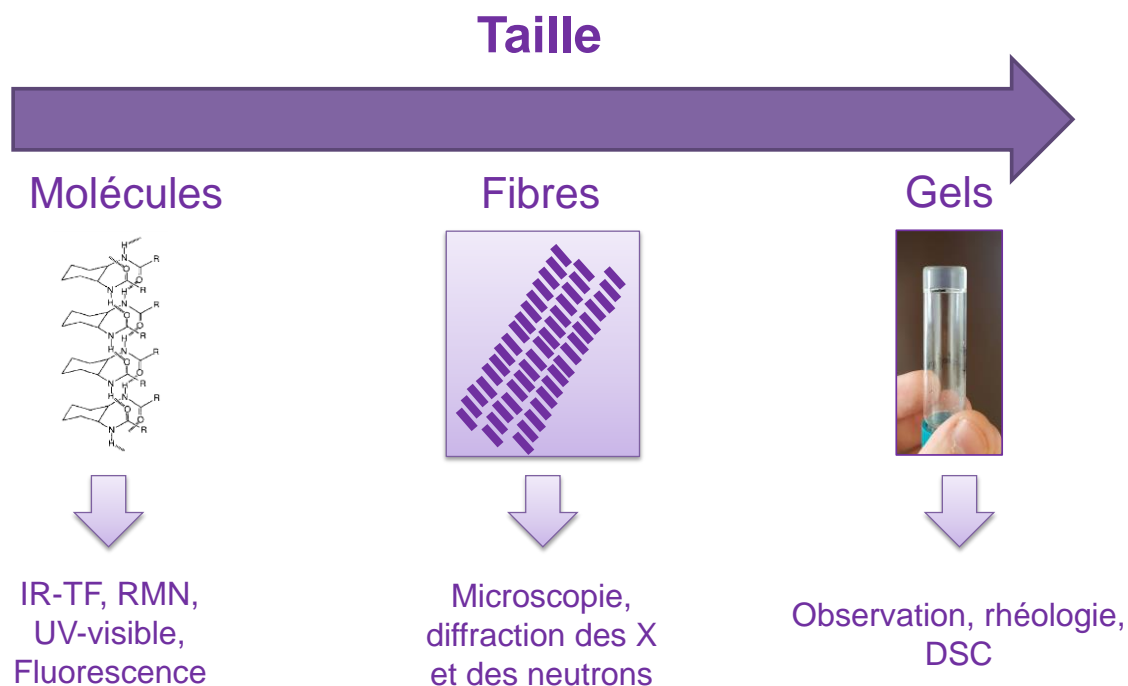 Taille
Molécules
Fibres
Gels
IR-TF, RMN,
UV-visible,
Fluorescence
Microscopie,
diffraction des X
et des neutrons
Observation, rhéologie,
DSC